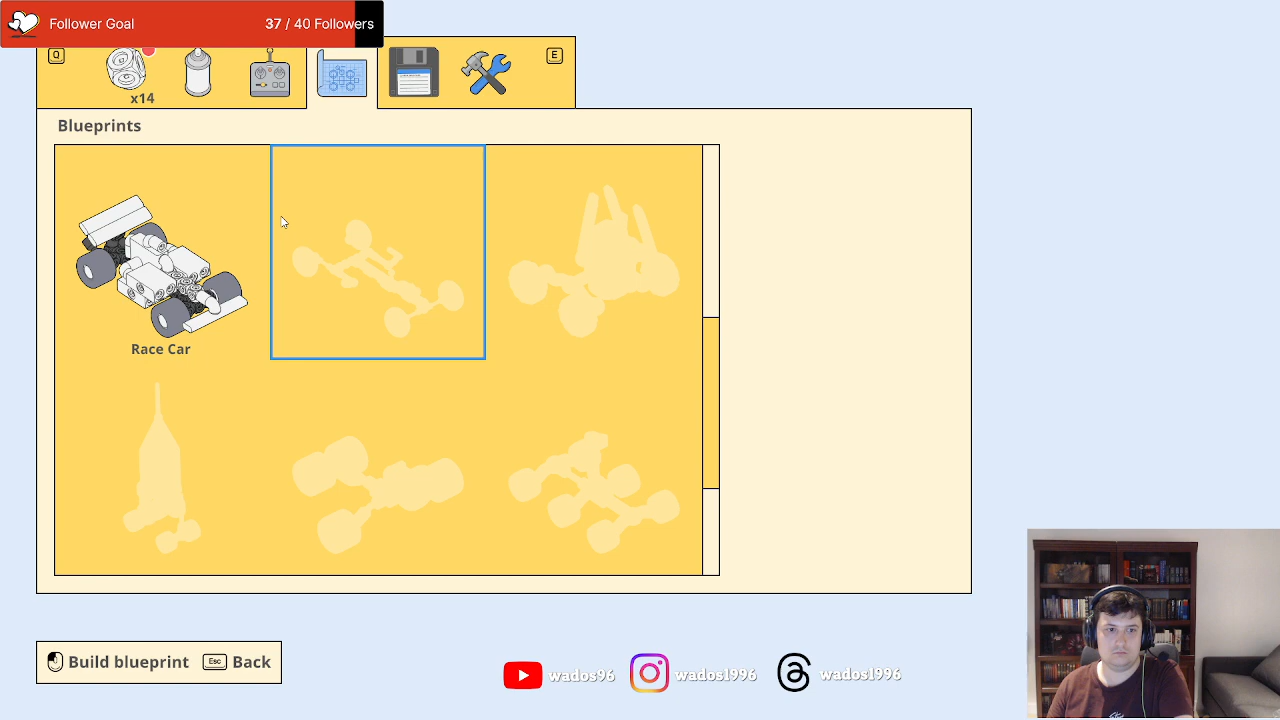 Follower Goal 37 / 40 Followers
Q
E
x14
Blueprints
Race Car
Build blueprint Esc Back
wados96 wados1996 wados1996